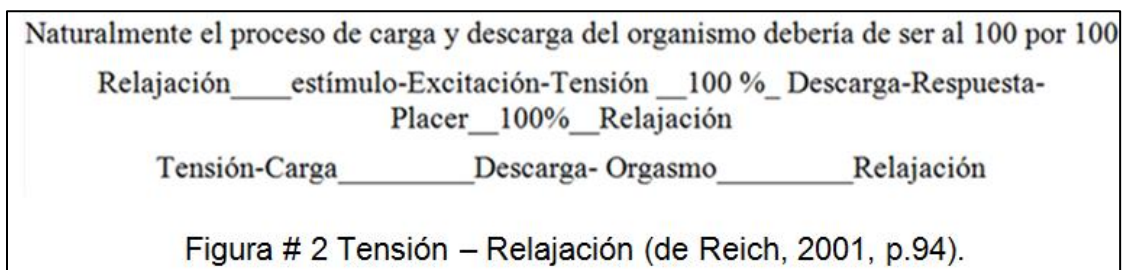 Naturalmente el proceso de carga y descarga del organismo debería de ser al 100 por 100
Relajación____estímulo-Excitación-Tensión __100 %_ Descarga-Respuesta-
Placer__100%__Relajación
Tensión-Carga_________Descarga- Orgasmo_________Relajación
Figura # 2 Tensión – Relajación (de Reich, 2001, p.94).